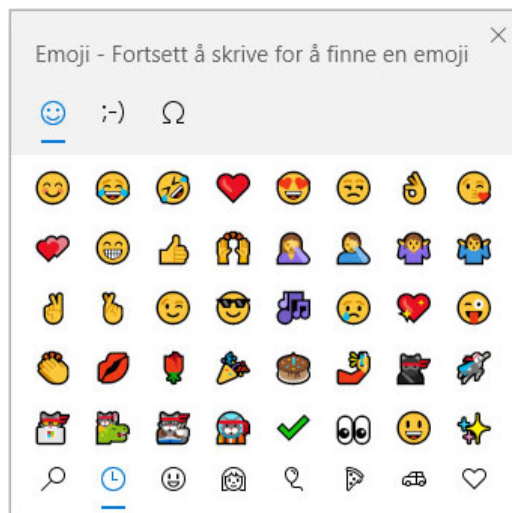 Emoji - Fortsett å skrive for å finne en emoji
;-) Ω